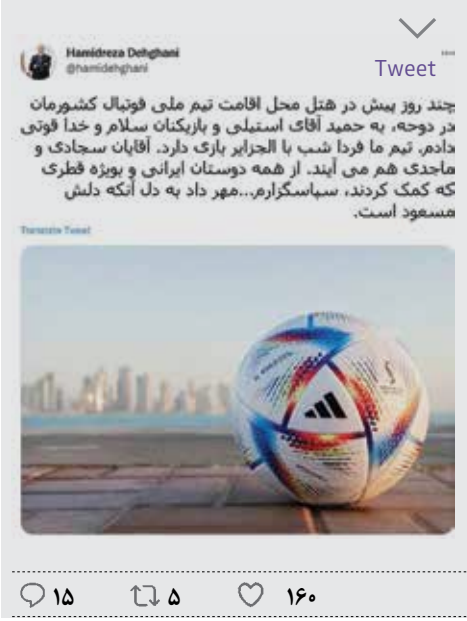 Tweet
Hamidreza Dehghani
@hamidehghani
چند روز پیش در هتل محل اقامت تیم ملی فوتبال کشورمان
در دوحه، به حمید آقای استیلی و بازیکنان سلام و خدا قوتی
دادم. تیم ما فردا شب با الجزایر بازی دارد. آقایان سجادی و
ماجدی هم می آیند. از همه دوستان ایرانی و بویژه قطری
که کمک کردند، سپاسگزارم...مهر داد به دل آنکه دلش
مسعود است.
Translate Tweet
۱۵ ۵ ۱۶۰